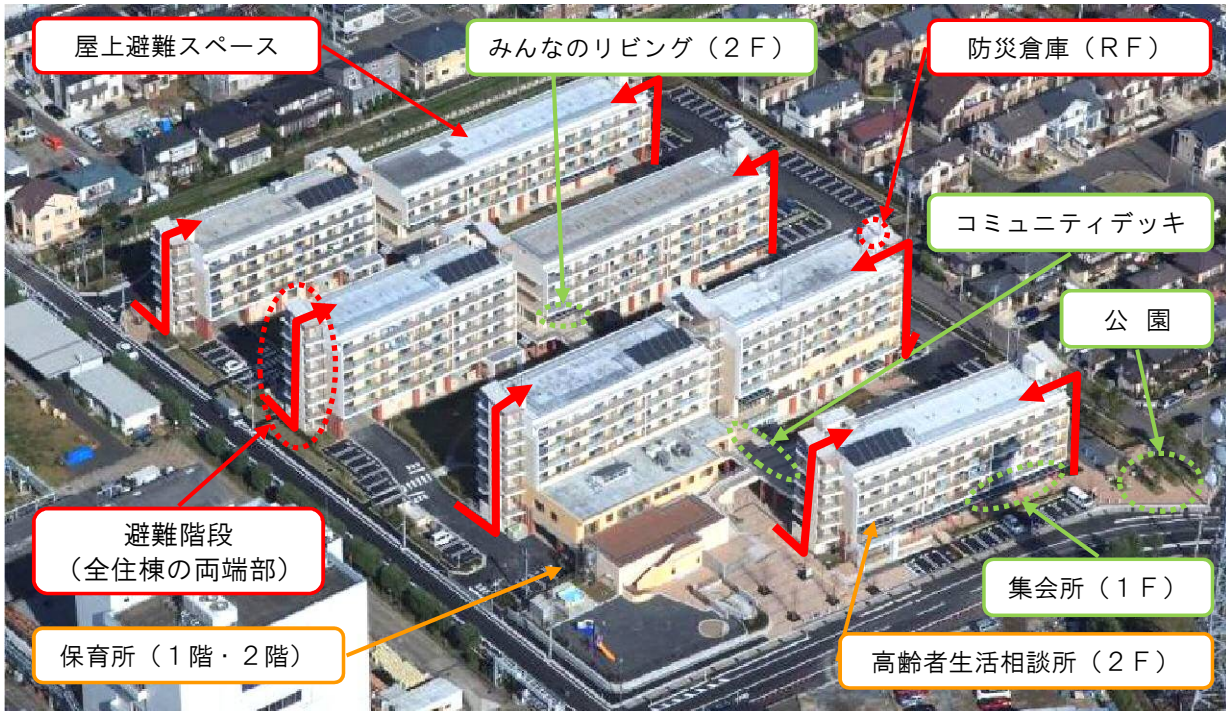 屋上避難スペース
みんなのリビング（２Ｆ）
防災倉庫（ＲＦ）
コミュニティデッキ
公 園
避難階段
（全住棟の両端部）
集会所（１Ｆ）
保育所（１階・２階）
高齢者生活相談所（２Ｆ）